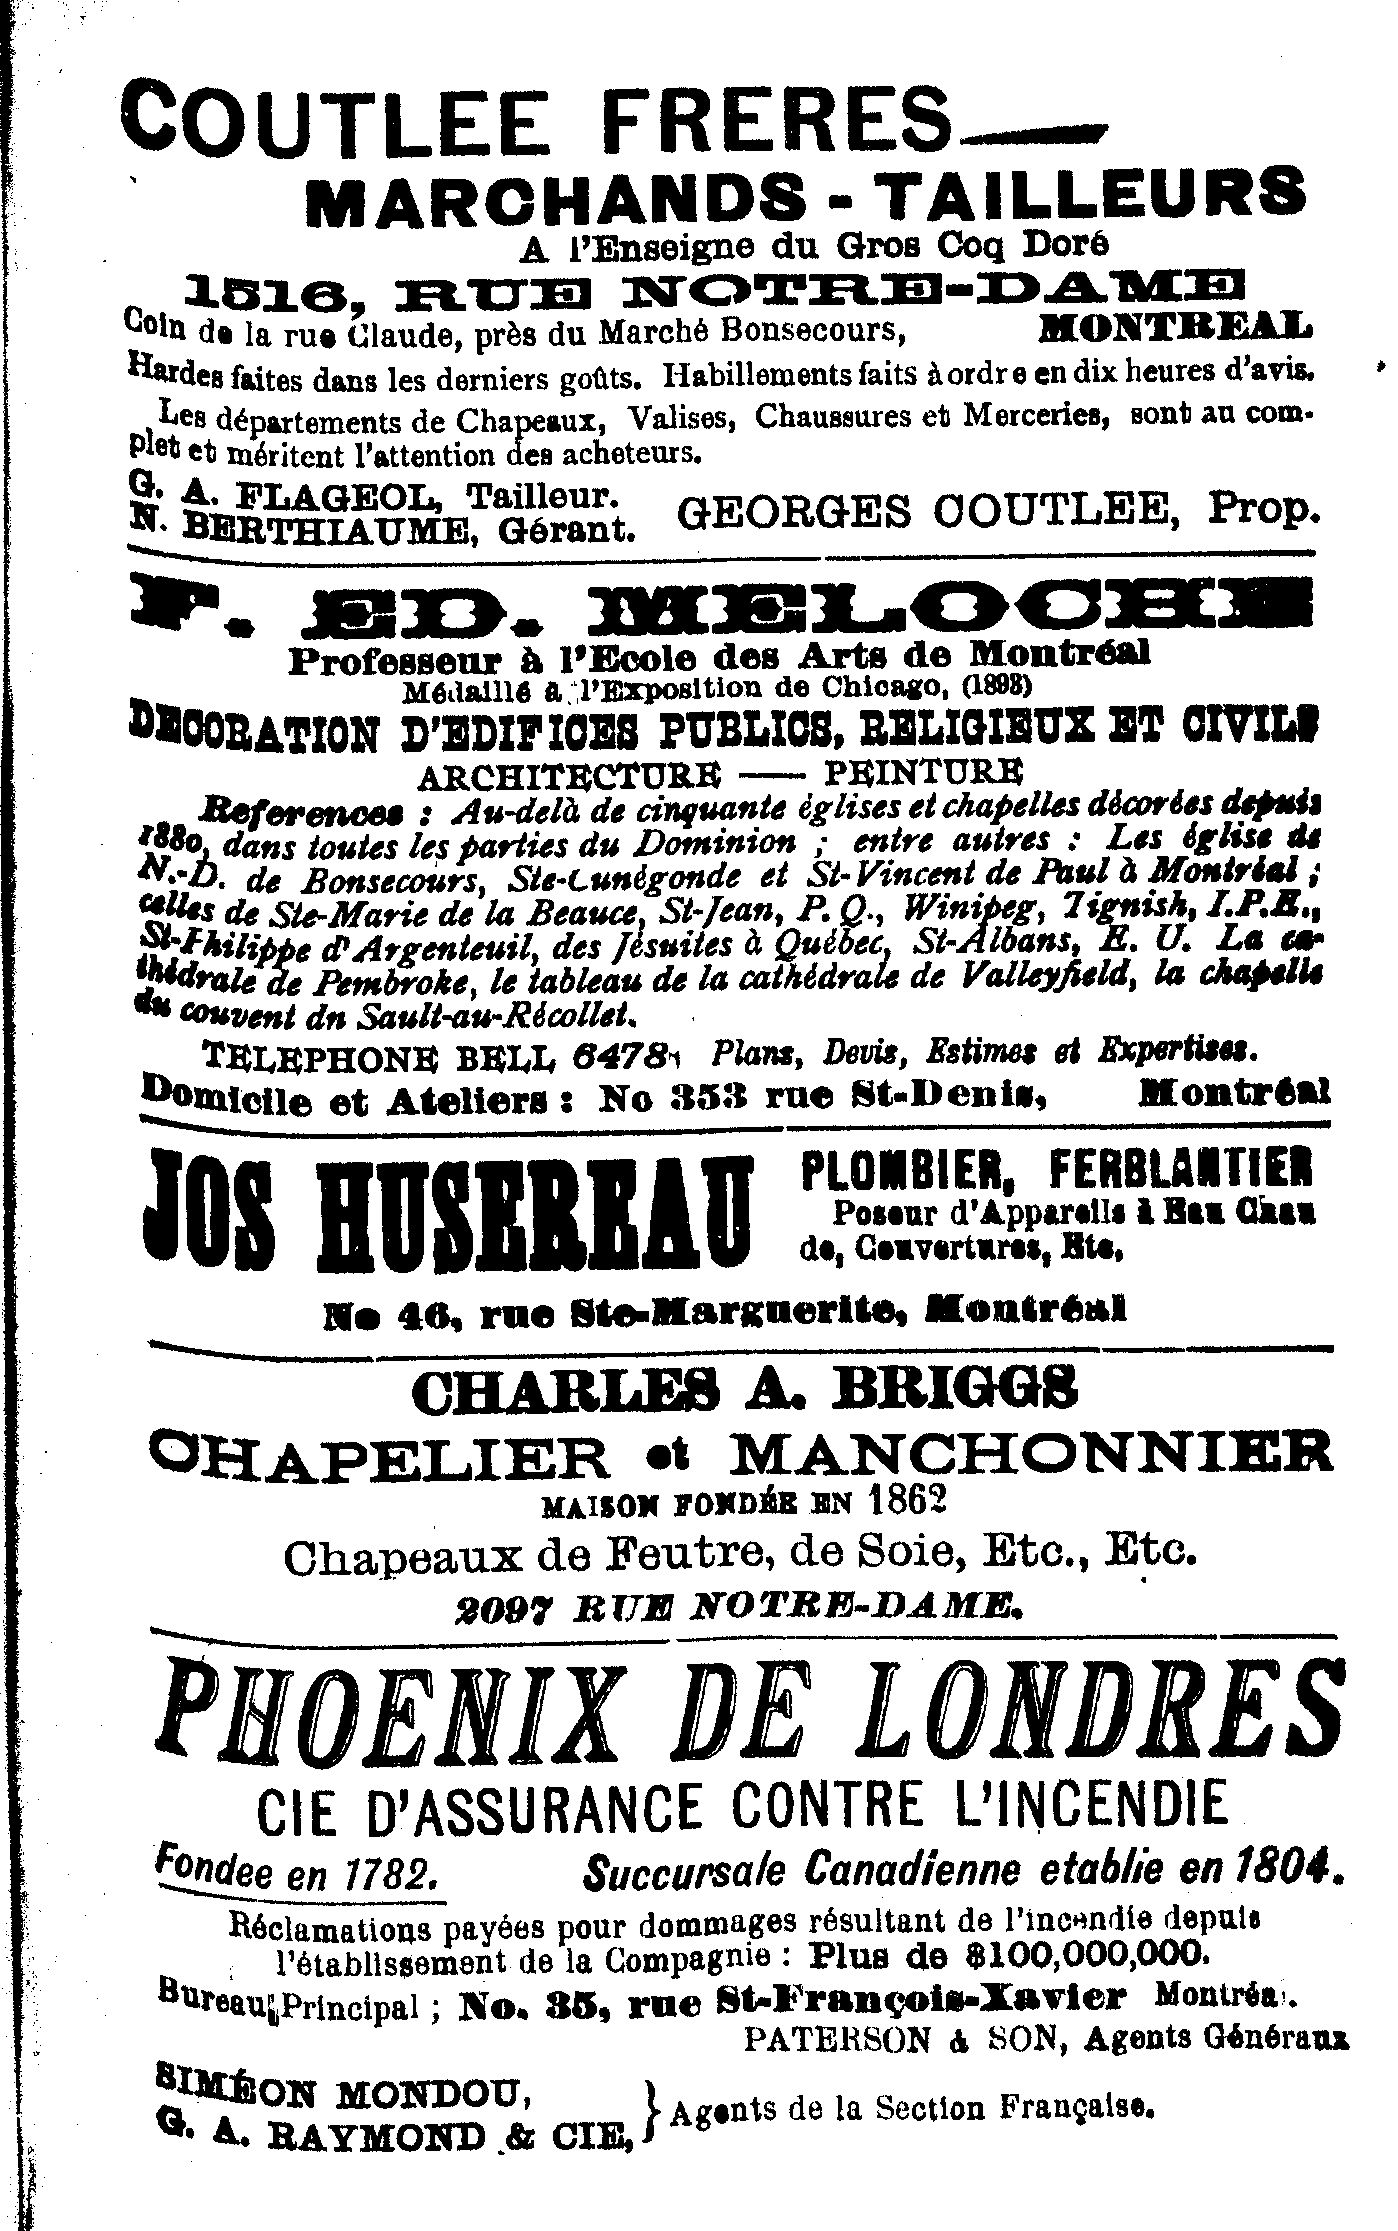 COUTLEE FRERES
MARCHANDS - TAILLEURS
A l'Enseigne du Gros Coq Doré
1516, RUE NOTRE-DAME
Coin de la rue Claude, près du Marché Bonsecours, MONTREAL
Hardes faites dans les derniers goûts. Habillements faits à ordre en dix heures d'avis.
Les départements de Chapeaux, Valises, Chaussures et Merceries, sont au com-
plet et méritent l'attention des acheteurs.
G. A. FLAGEOL, Tailleur.
N. BERTHIAUME, Gérant. GEORGES COUTLEE, Prop.
F. ED. MELOCHE
Professeur à l'Ecole des Arts de Montréal
Médaillé à l'Exposition de Chicago, (1893)
DECORATION D'EDIFICES PUBLICS, RELIGIEUX ET CIVILS
ARCHITECTURE — PEINTURE
References : Au-delà de cinquante églises et chapelles décorées depuis
1880, dans toutes les parties du Dominion ; entre autres : Les église de
N.-D. de Bonsecours, Ste-Cunégonde et St-Vincent de Paul à Montréal ;
celles de Ste-Marie de la Beauce, St-Jean, P. Q., Winipeg, Tignish, I.P.E.,
St-Philippe d'Argenteuil, des Jésuites à Québec, St-Albans, E. U. La ca-
thédrale de Pembroke, le tableau de la cathédrale de Valleyfield, la chapelle
du couvent dn Sault-au-Récollet.
TELEPHONE BELL 6478 Plans, Devis, Estimes et Expertises.
Domicile et Ateliers : No 353 rue St-Denis, Montréal
JOS HUSEREAU PLOMBIER, FERBLANTIER
Poseur d'Appareils à Eau Chau
de, Couvertures, Etc,
No 46, rue Ste-Marguerite, Montréal
CHARLES A. BRIGGS
CHAPELIER et MANCHONNIER
MAISON FONDÉE EN 1862
Chapeaux de Feutre, de Soie, Etc., Etc.
2097 RUE NOTRE-DAME.
PHOENIX DE LONDRES
CIE D'ASSURANCE CONTRE L'INCENDIE
Fondee en 1782. Succursale Canadienne etablie en 1804.
Réclamations payées pour dommages résultant de l'incendie depuis
l'établissement de la Compagnie : Plus de $100,000,000.
Bureau Principal ; No. 35, rue St-François-Xavier Montréal.
PATERSON & SON, Agents Généraux
SIMÉON MONDOU,
G. A. RAYMOND & CIE, } Agents de la Section Française.